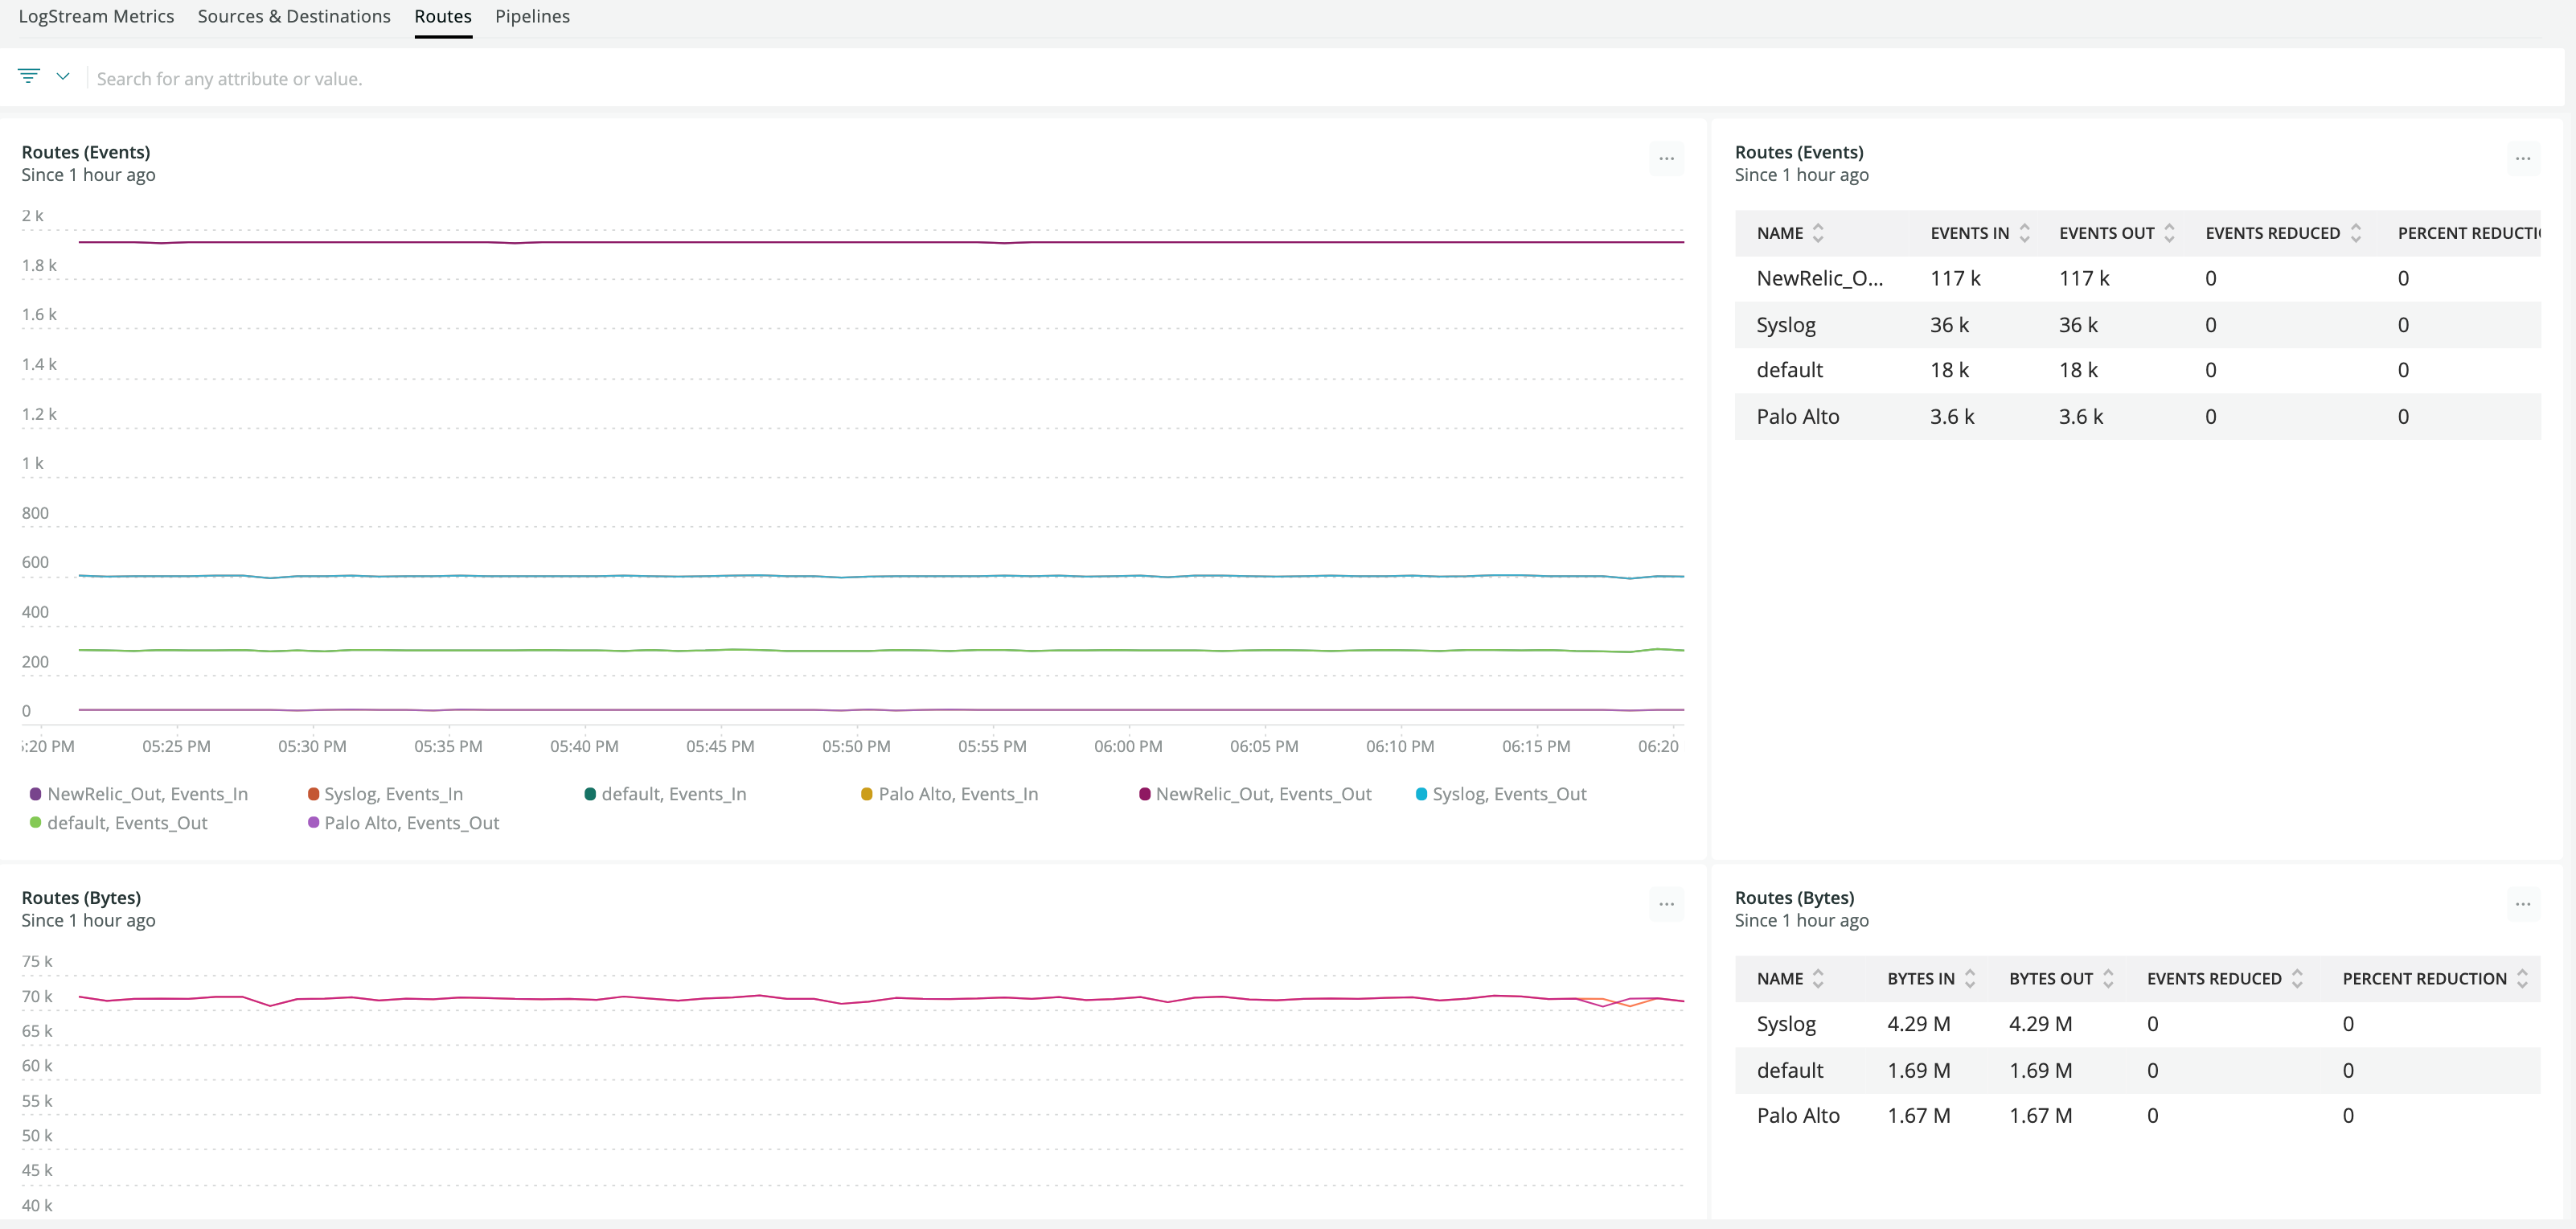 LogStream Metrics Sources & Destinations Routes Pipelines
Search for any attribute or value.
Routes (Events)
Since 1 hour ago
2 k
1.8 k
1.6 k
1.4 k
1.2 k
1 k
800
600
400
200
0
5:20 PM 05:25 PM 05:30 PM 05:35 PM 05:40 PM 05:45 PM 05:50 PM 05:55 PM 06:00 PM 06:05 PM 06:10 PM 06:15 PM 06:20
NewRelic_Out, Events_In Syslog, Events_In default, Events_In Palo Alto, Events_In NewRelic_Out, Events_Out Syslog, Events_Out
default, Events_Out Palo Alto, Events_Out
Routes (Events)
Since 1 hour ago
NAME EVENTS IN EVENTS OUT EVENTS REDUCED PERCENT REDUCTI
NewRelic_O... 117 k 117 k 0 0
Syslog 36 k 36 k 0 0
default 18 k 18 k 0 0
Palo Alto 3.6 k 3.6 k 0 0
Routes (Bytes)
Since 1 hour ago
75 k
70 k
65 k
60 k
55 k
50 k
45 k
40 k
Routes (Bytes)
Since 1 hour ago
NAME BYTES IN BYTES OUT EVENTS REDUCED PERCENT REDUCTION
Syslog 4.29 M 4.29 M 0 0
default 1.69 M 1.69 M 0 0
Palo Alto 1.67 M 1.67 M 0 0